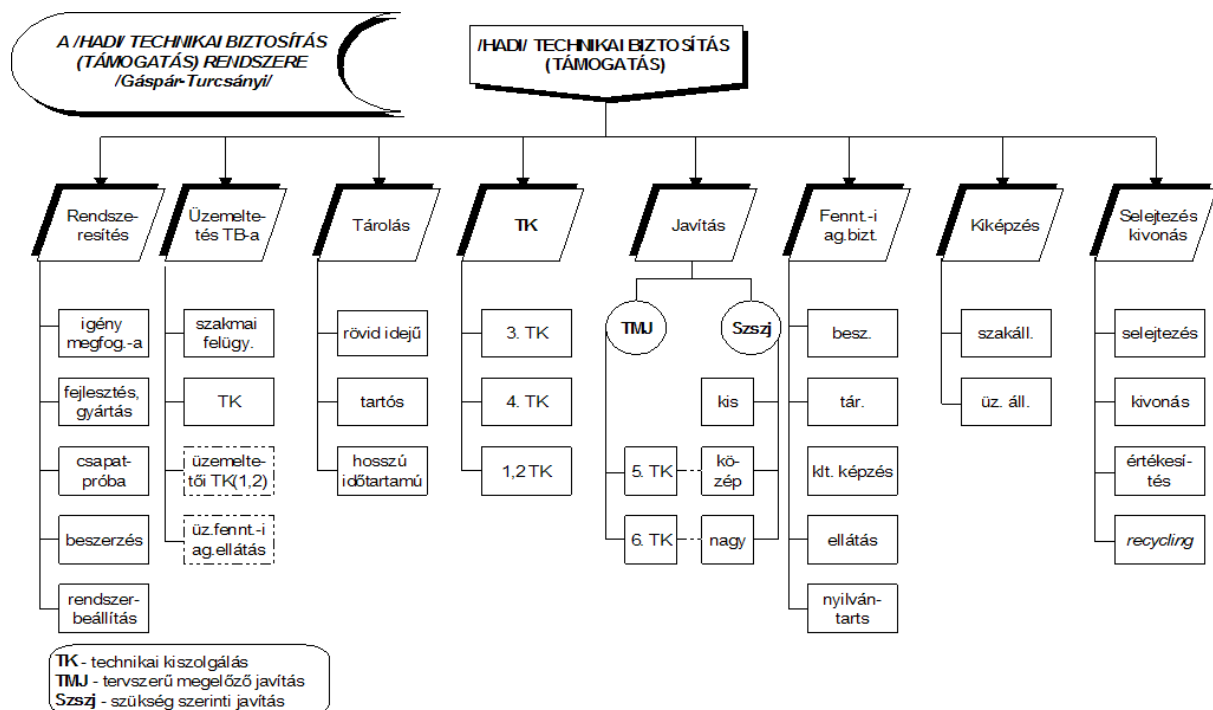 A /HADI/ TECHNIKAI BIZTOSÍTÁS
(TÁMOGATÁS) RENDSZERE
/Gáspár-Turcsányi/
/HADI/ TECHNIKAI BIZTOSÍTÁS
(TÁMOGATÁS)
Rendsze-
resítés
Üzemelte-
tés TB-a
Tárolás
TK
Javítás
Fennt.-i
ag.bizt.
Kiképzés
Selejtezés
kivonás
igény
megfog.-a
fejlesztés,
gyártás
csapat-
próba
beszerzés
rendszer-
beállítás
szakmai
felügy.
TK
üzemelte-
tői TK(1,2)
üz.fennt.-i
ag.ellátás
rövid idejű
tartós
hosszú
időtartamú
3. TK
4. TK
1,2 TK
TMJ
Szszj
kis
5. TK
kö-
zép
6. TK
nagy
besz.
tár.
klt. képzés
ellátás
nyilván-
tarts
szakáll.
üz. áll.
selejtezés
kivonás
értékesí-
tés
recycling
TK - technikai kiszolgálás
TMJ - tervszerű megelőző javítás
Szszj - szükség szerinti javítás